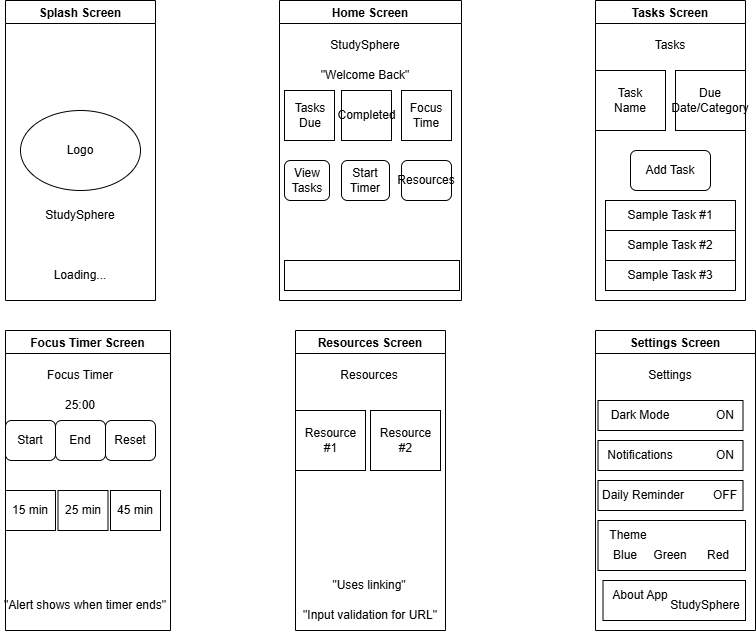 Splash Screen
Logo
StudySphere
Loading...
Home Screen
StudySphere
"Welcome Back"
Tasks
Due
Completed
Focus
Time
View
Tasks
Start
Timer
Resources
Tasks Screen
Tasks
Task
Name
Due
Date/Category
Add Task
Sample Task #1
Sample Task #2
Sample Task #3
Focus Timer Screen
Focus Timer
25:00
Start
End
Reset
15 min
25 min
45 min
"Alert shows when timer ends"
Resources Screen
Resources
Resource
#1
Resource
#2
"Uses linking"
"Input validation for URL"
Settings Screen
Settings
Dark Mode ON
Notifications ON
Daily Reminder OFF
Theme
Blue Green Red
About App
StudySphere